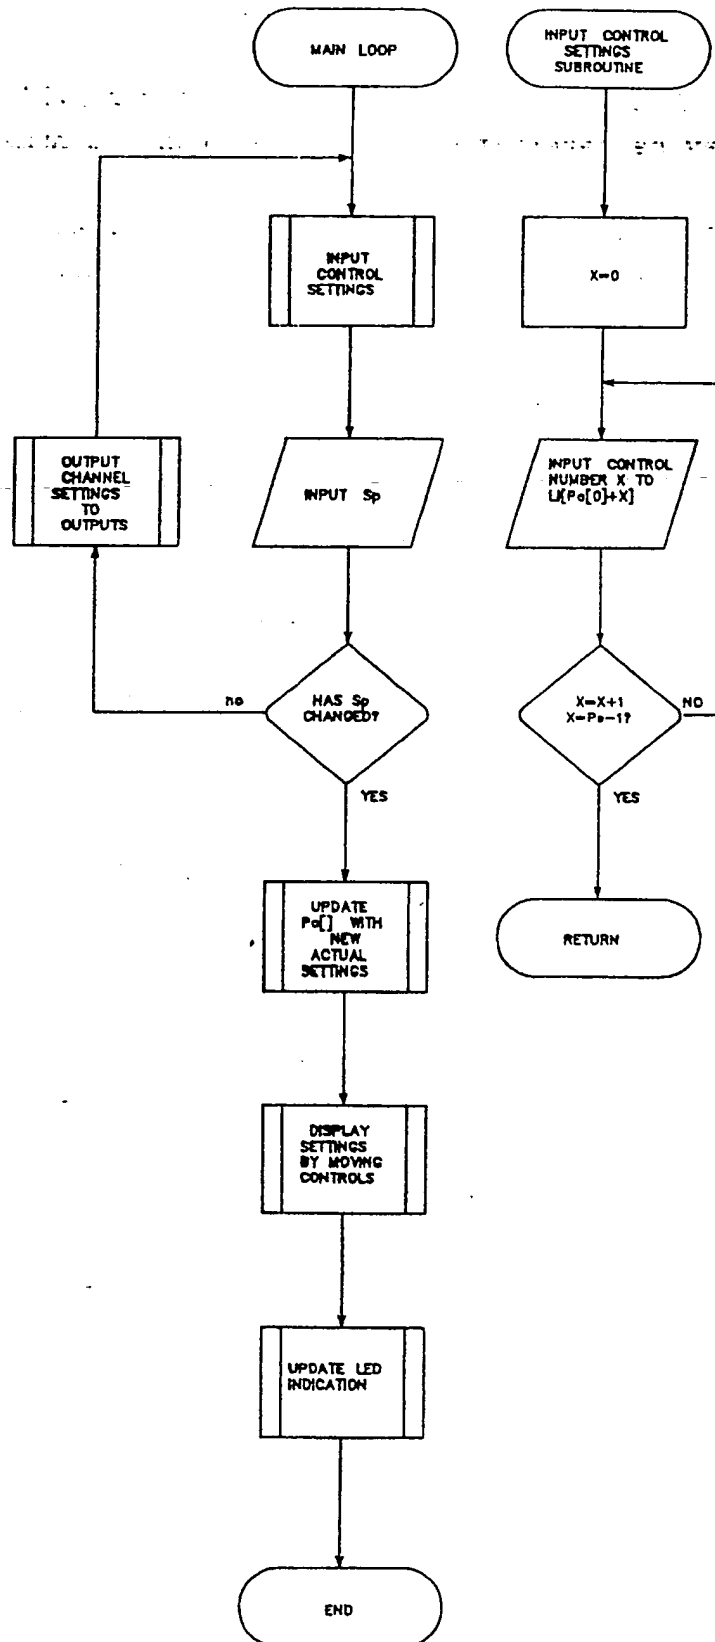 MAIN LOOP
INPUT
CONTROL
SETTINGS
OUTPUT
CHANNEL
SETTINGS
TO
OUTPUTS
INPUT Sp
HAS Sp
CHANGED?
no
YES
UPDATE
Pa[] WITH
NEW
ACTUAL
SETTINGS
DISPLAY
SETTINGS
BY MOVING
CONTROLS
UPDATE LED
INDICATION
END
INPUT CONTROL
SETTINGS
SUBROUTINE
X=0
INPUT CONTROL
NUMBER X TO
X=X+1
NO
YES
RETURN